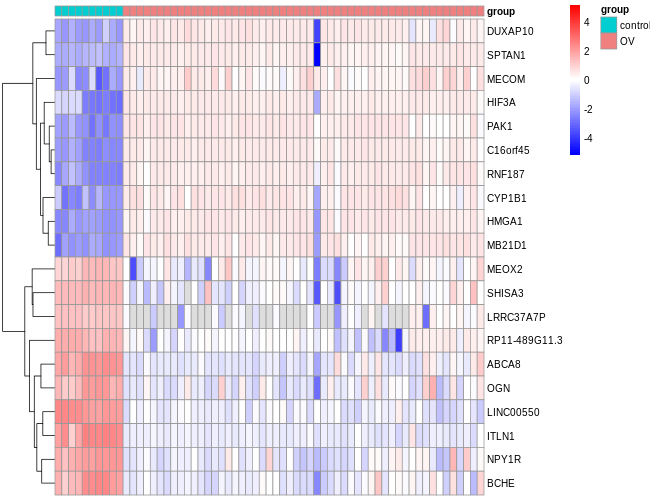 group
DUXAP10
SPTAN1
MECOM
HIF3A
PAK1
C16orf45
RNF187
CYP1B1
HMGA1
MB21D1
MEOX2
SHISA3
LRRC37A7P
RP11-489G11.3
ABCA8
OGN
LINC00550
ITLN1
NPY1R
BCHE
4
2
0
-2
-4
group
control
OV